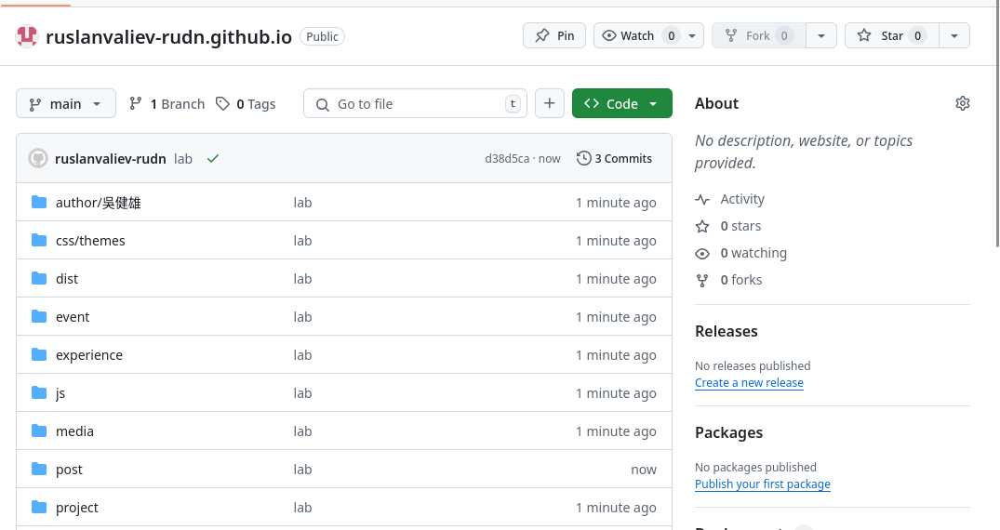 ruslanvaliev-rudn.github.io Public Pin Watch 0 Fork 0 Star 0
main 1 Branch 0 Tags Go to file t + <> Code
ruslanvaliev-rudn lab d38d5ca · now 3 Commits
author/吳健雄 lab 1 minute ago
css/themes lab 1 minute ago
dist lab 1 minute ago
event lab 1 minute ago
experience lab 1 minute ago
js lab 1 minute ago
media lab 1 minute ago
post lab now
project lab 1 minute ago
About
No description, website, or topics
provided.
Activity
0 stars
0 watching
0 forks
Releases
No releases published
Create a new release
Packages
No packages published
Publish your first package